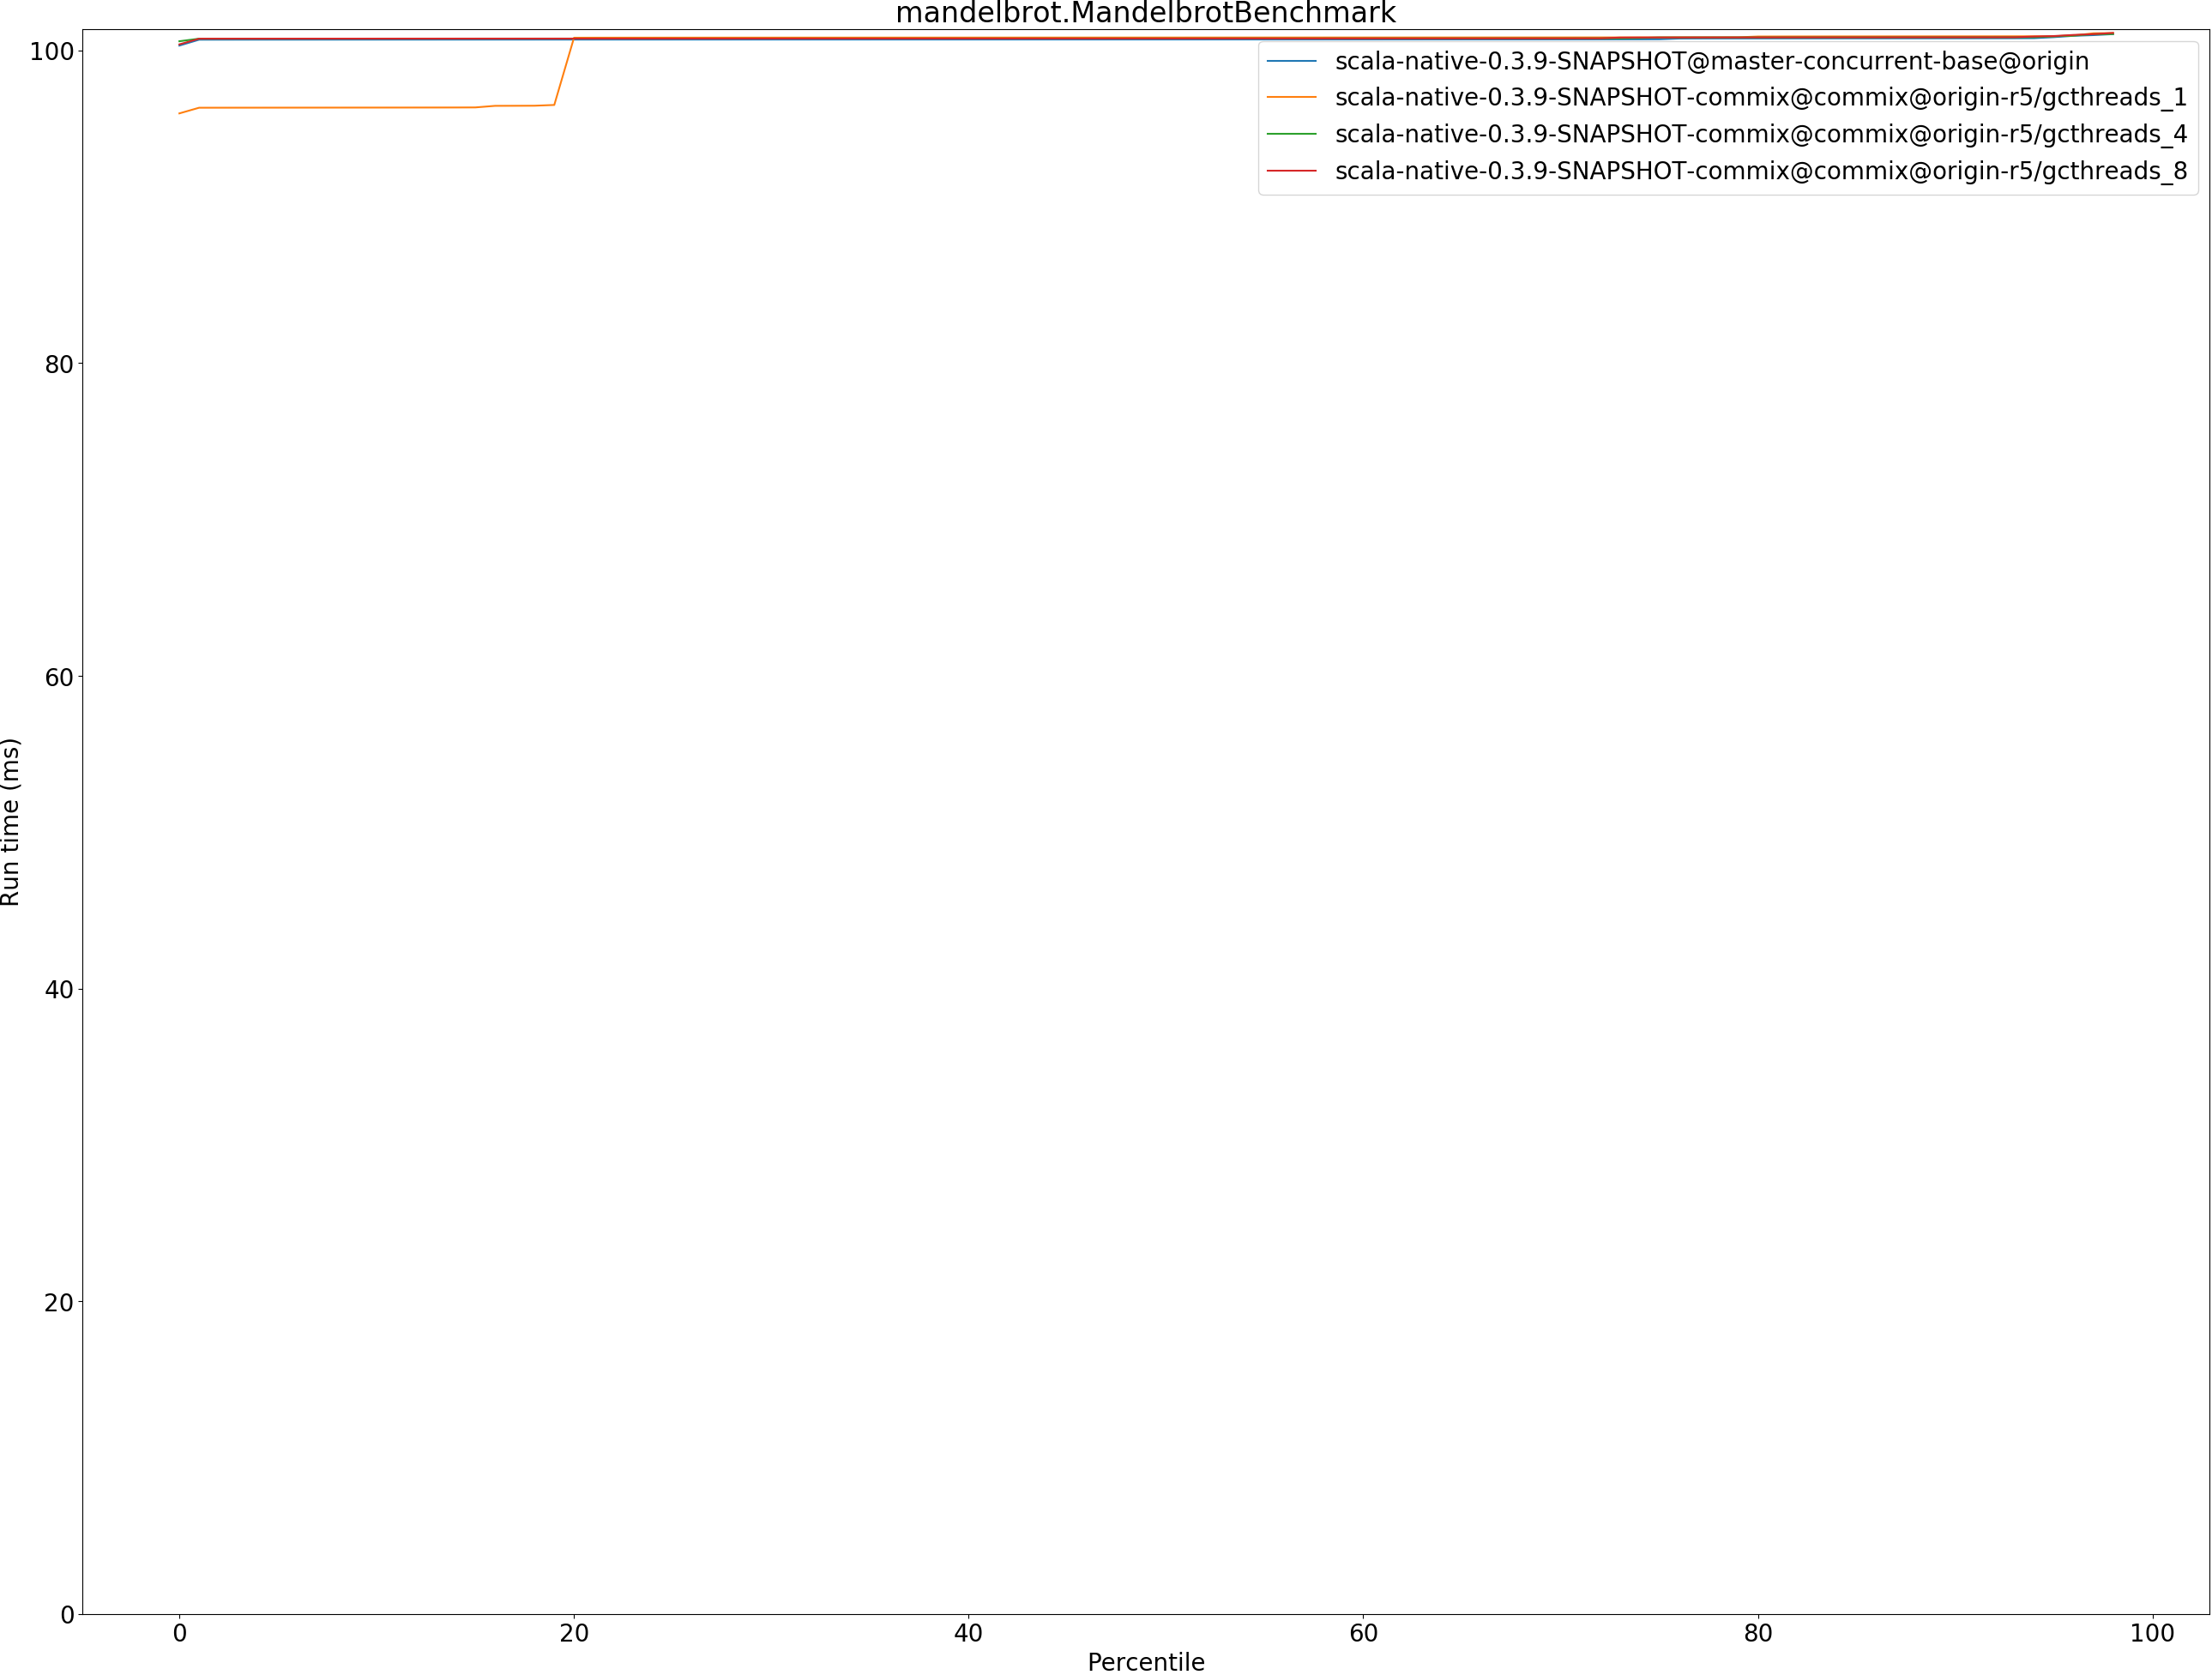 mandelbrot.MandelbrotBenchmark
scala-native-0.3.9-SNAPSHOT@master-concurrent-base@origin
scala-native-0.3.9-SNAPSHOT-commix@commix@origin-r5/gcthreads_1
scala-native-0.3.9-SNAPSHOT-commix@commix@origin-r5/gcthreads_4
scala-native-0.3.9-SNAPSHOT-commix@commix@origin-r5/gcthreads_8
100
80
60
40
20
0
Run time (ms)
0 20 40 60 80 100
Percentile